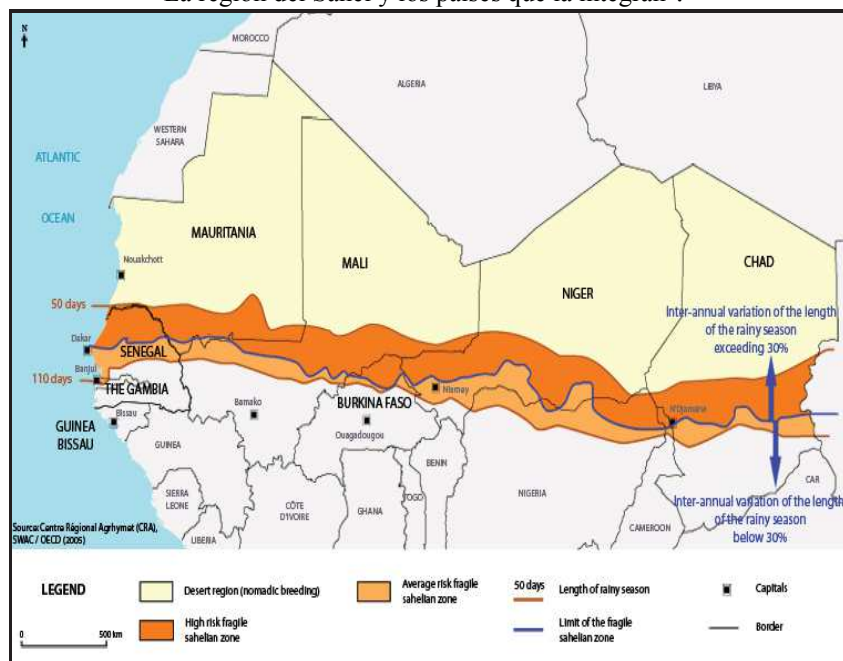 La región del Sahel y los países que la integran .
N
MOROCCO
ALGERIA
LIBYA
WESTERN
SAHARA
ATLANTIC
OCEAN
MAURITANIA
Nouakchott
MALI
NIGER
CHAD
50 days
Inter-annual variation of the length
of the rainy season
exceeding 30%
Dakar
SENEGAL
Banjul
110 days
THE GAMBIA
Niamey
BURKINA FASO
N'Djamena
Bissau
Bamako
GUINEA
BISSAU
Ouagadougou
GUINEA
BENIN
NIGERIA
CAR
SIERRA
LEONE
CÔTE
D'IVOIRE
GHANA
TOGO
CAMEROON
LIBERIA
Inter-annual variation of the length
of the rainy season
below 30%
Source: Centre Régional Agrhymet (CRA),
SWAC / OECD (2005)
LEGEND
0 500 km
Desert region (nomadic breeding)
High risk fragile
sahelian zone
Average risk fragile
sahelian zone
50 days
Length of rainy season
Limit of the fragile
sahelian zone
Capitals
Border